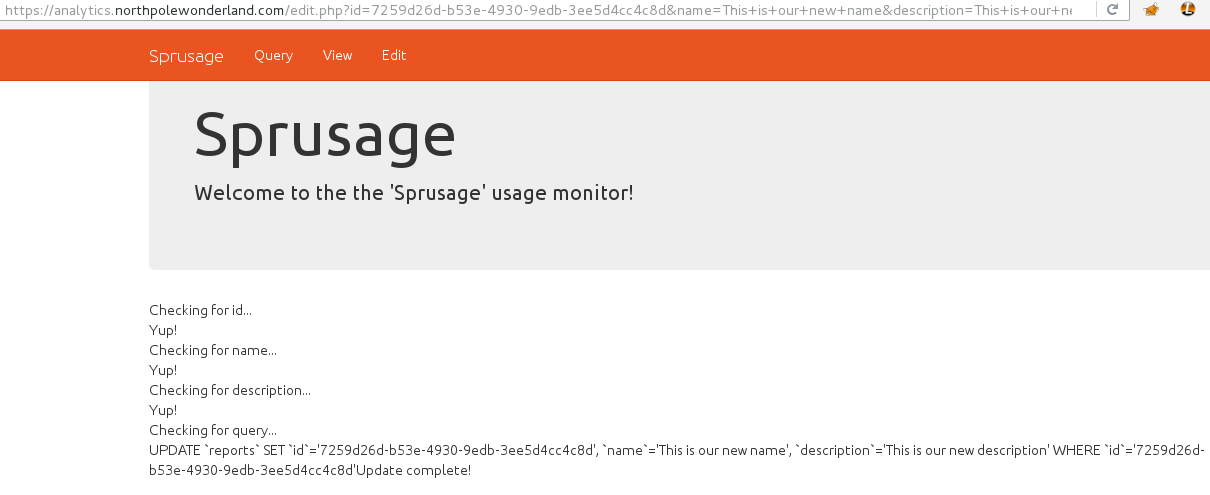 https://analytics.northpolewonderland.com/edit.php?id=7259d26d-b53e-4930-9edb-3ee5d4cc4c8d&name=This+is+our+new+name&description=This+is+our+ne
Sprusage Query View Edit
Sprusage
Welcome to the the 'Sprusage' usage monitor!
Checking for id...
Yup!
Checking for name...
Yup!
Checking for description...
Yup!
Checking for query...
UPDATE `reports` SET `id`='7259d26d-b53e-4930-9edb-3ee5d4cc4c8d', `name`='This is our new name', `description`='This is our new description' WHERE `id`='7259d26d-
b53e-4930-9edb-3ee5d4cc4c8d'Update complete!